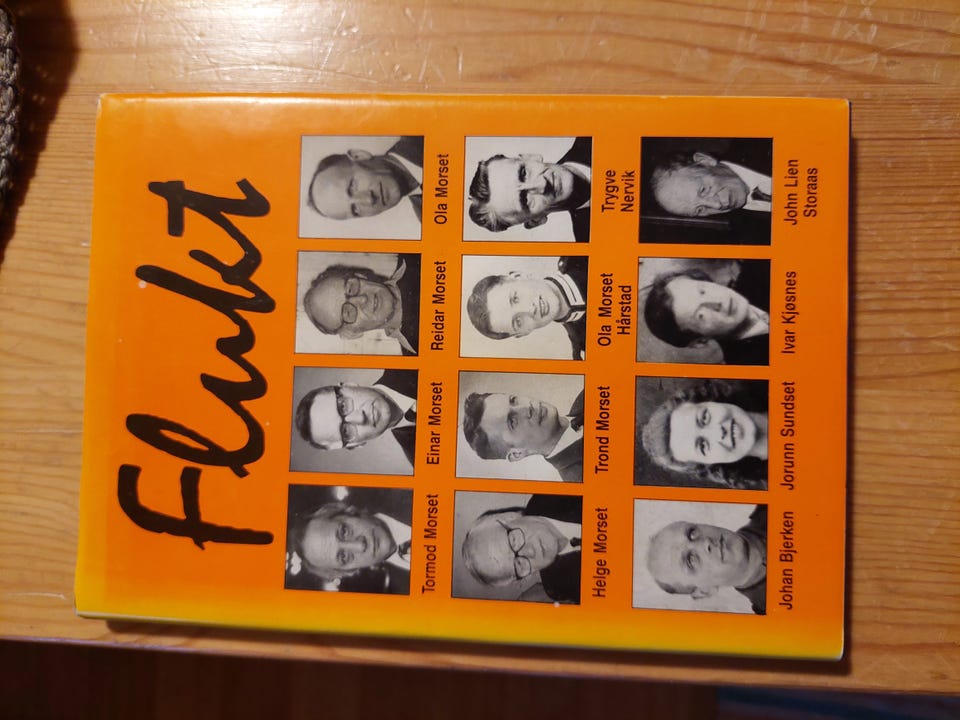 Flukt
Tormod Morset Einar Morset Reidar Morset Ola Morset
Helge Morset Trond Morset Ola Morset Hårstad Trygve Nervik
Johan Bjerken Jorunn Sundset Ivar Kjøsnes John Lien Storaas